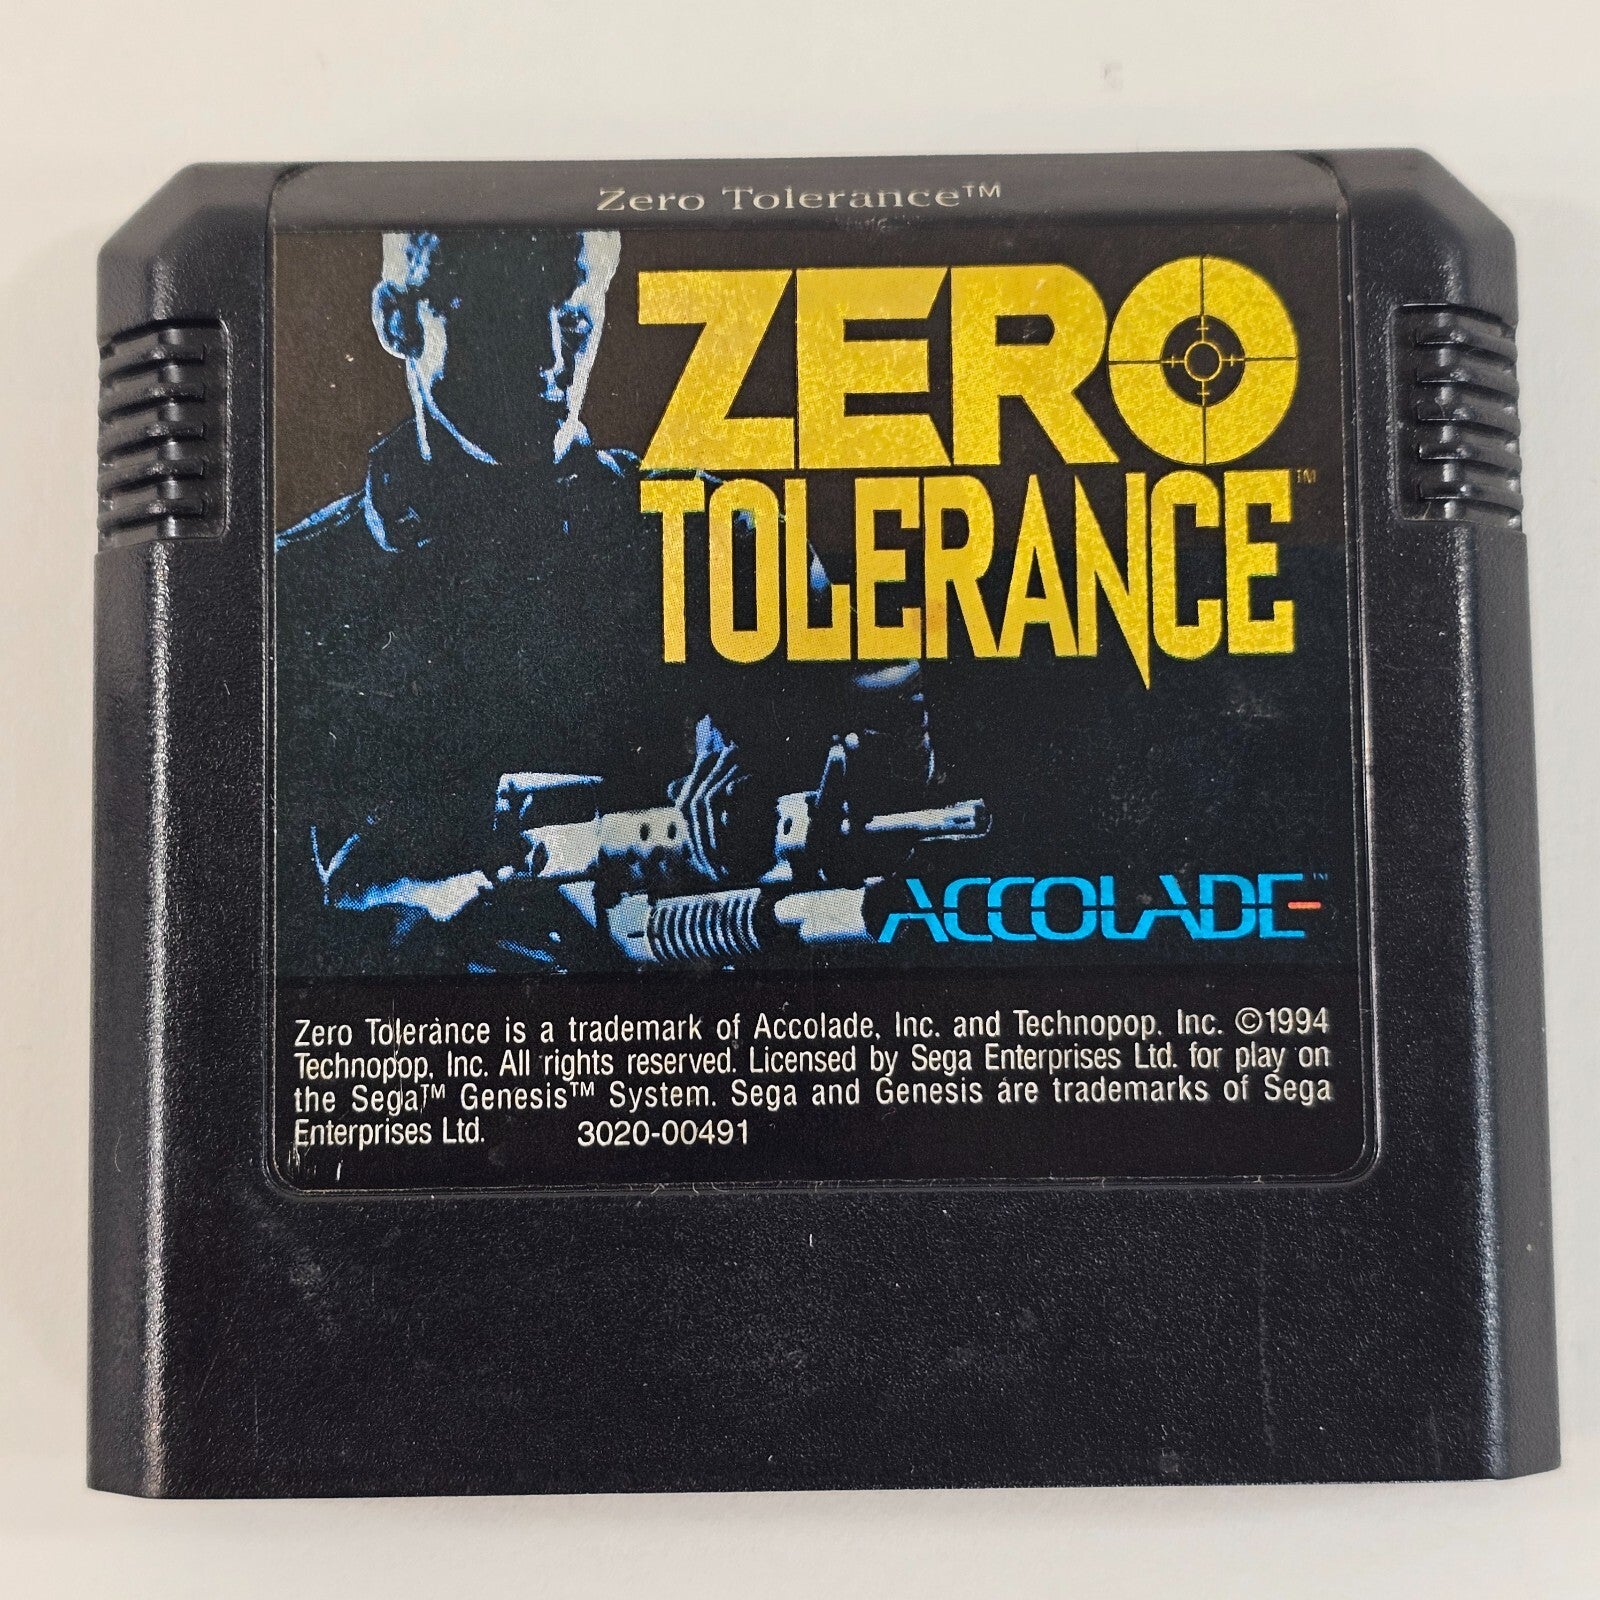 Zero Tolerance™
ZERO
TOLERANCE™
ACCOLADE™
Zero Tolerance is a trademark of Accolade, Inc. and Technopop. Inc. ©1994
Technopop, Inc. All rights reserved. Licensed by Sega Enterprises Ltd. for play on
the Sega™ Genesis™ System. Sega and Genesis are trademarks of Sega
Enterprises Ltd. 3020-00491